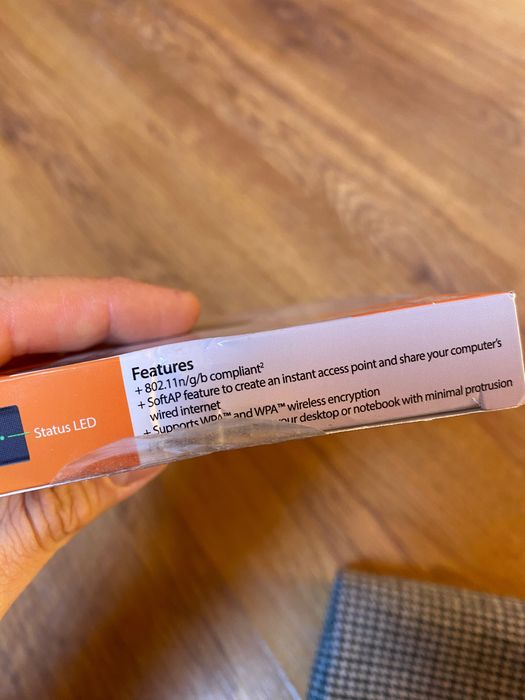 Features
+ 802.11n/g/b compliant²
+ SoftAP feature to create an instant access point and share your computer's
wired internet
+ Supports WPA™ and WPA™ wireless encryption
your desktop or notebook with minimal protrusion
Status LED